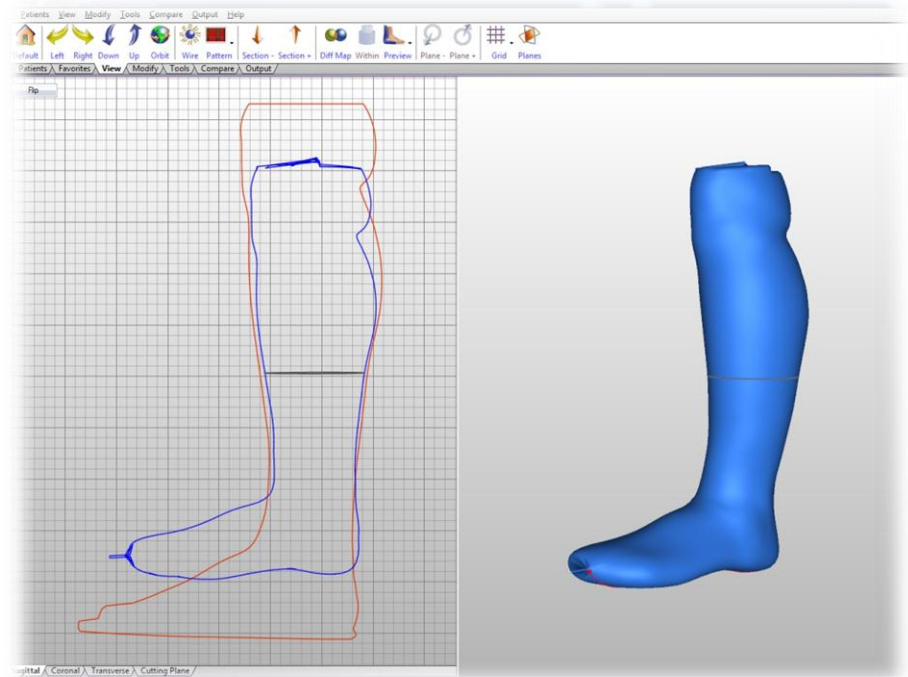 Patients View Modify Tools Compare Output Help
Default Left Right Down Up Orbit Wire Pattern Section - Section + Diff Map Within Preview Plane - Plane + Grid Planes
Patients Favorites View Modify Tools Compare Output
Flip
Sagittal Coronal Transverse Cutting Plane